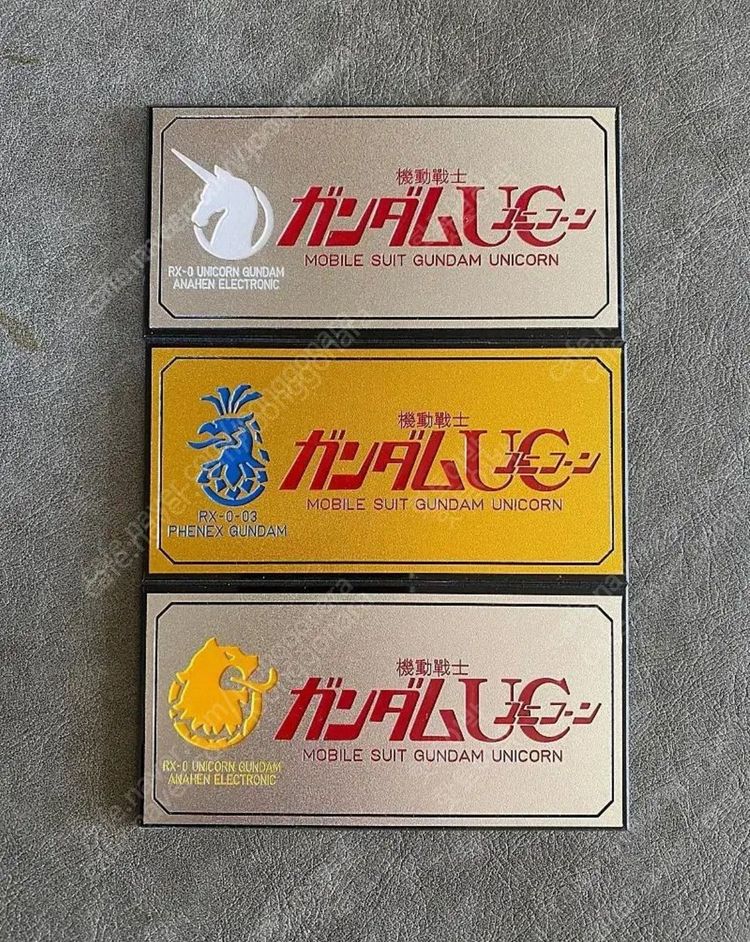 機動戰士
ガンダムUC
ユニコーン
MOBILE SUIT GUNDAM UNICORN
RX-0 UNICORN GUNDAM
ANAHEN ELECTRONIC
機動戰士
ガンダムUC
ユニコーン
MOBILE SUIT GUNDAM UNICORN
RX-0-03
PHENEX GUNDAM
機動戰士
ガンダムUC
ユニコーン
MOBILE SUIT GUNDAM UNICORN
RX-0 UNICORN GUNDAM
ANAHEN ELECTRONIC